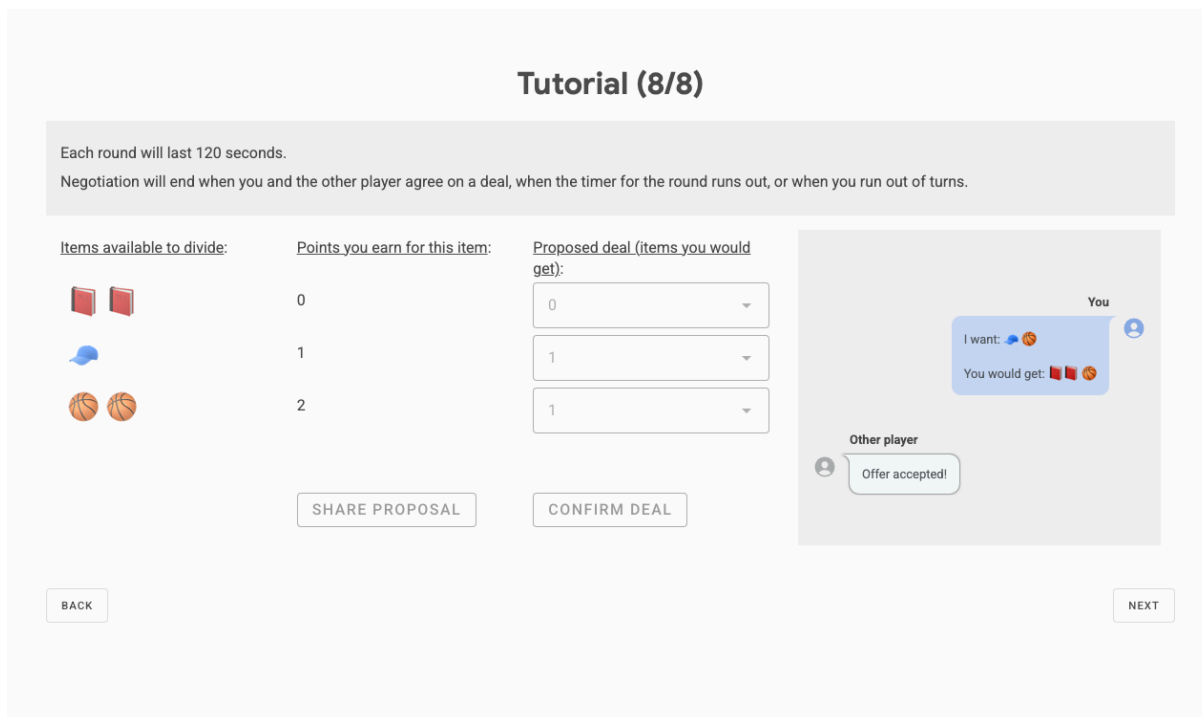 Tutorial (8/8)
Each round will last 120 seconds.
Negotiation will end when you and the other player agree on a deal, when the timer for the round runs out, or when you run out of turns.
Items available to divide:
Points you earn for this item:
Proposed deal (items you would
get):
0
0
1
1
2
1
SHARE PROPOSAL
CONFIRM DEAL
You
I want:
You would get:
Other player
Offer accepted!
BACK
NEXT